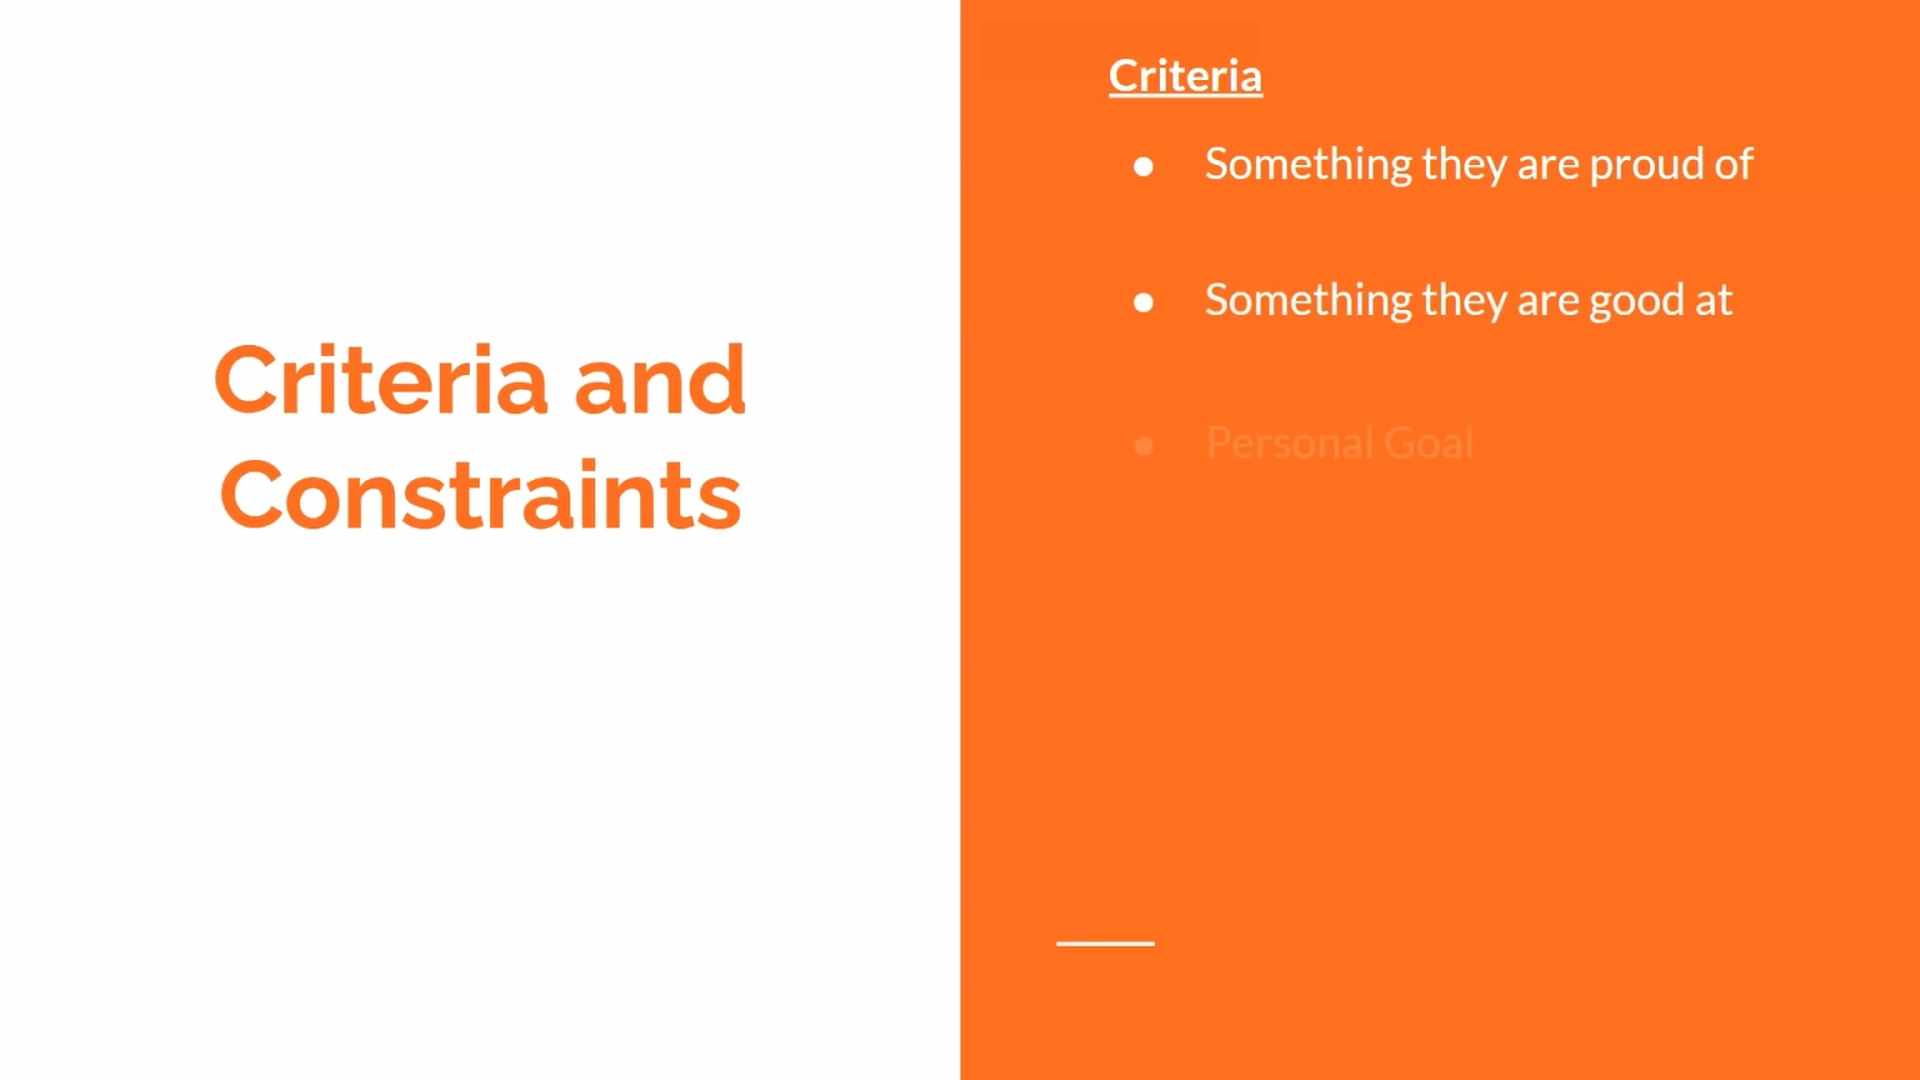 Criteria and
Constraints
Criteria
● Something they are proud of
● Something they are good at
● Personal Goal